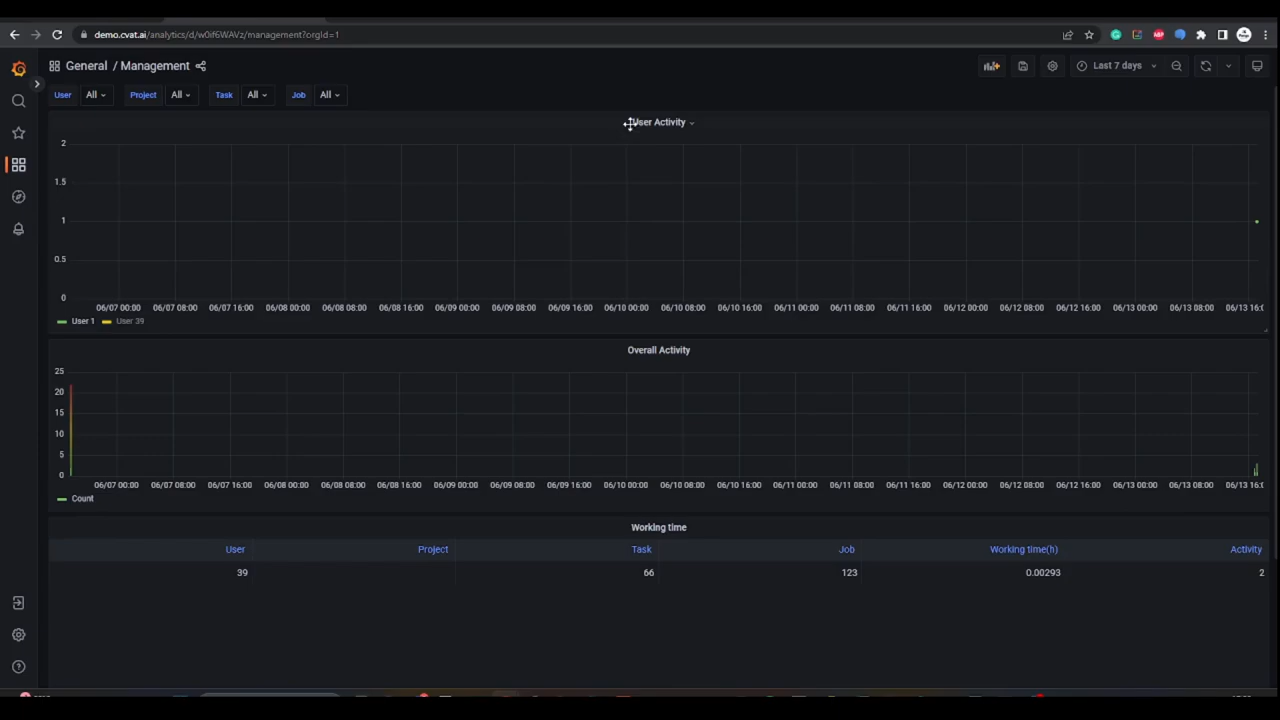 demo.cvat.ai/analytics/d/w0if6WAVz/management?orgId=1
General / Management
Last 7 days
User All Project All Task All Job All
User Activity
2
1.5
1
0.5
0
06/07 00:00 06/07 08:00 06/07 16:00 06/08 00:00 06/08 08:00 06/08 16:00 06/09 00:00 06/09 08:00 06/09 16:00 06/10 00:00 06/10 08:00 06/10 16:00 06/11 00:00 06/11 08:00 06/11 16:00 06/12 00:00 06/12 08:00 06/12 16:00 06/13 00:00 06/13 08:00 06/13 16:0
User 1 User 39
Overall Activity
25
20
15
10
5
0
06/07 00:00 06/07 08:00 06/07 16:00 06/08 00:00 06/08 08:00 06/08 16:00 06/09 00:00 06/09 08:00 06/09 16:00 06/10 00:00 06/10 08:00 06/10 16:00 06/11 00:00 06/11 08:00 06/11 16:00 06/12 00:00 06/12 08:00 06/12 16:00 06/13 00:00 06/13 08:00 06/13 16:0
Count
Working time
User Project Task Job Working time(h) Activity
39 66 123 0.00293 2